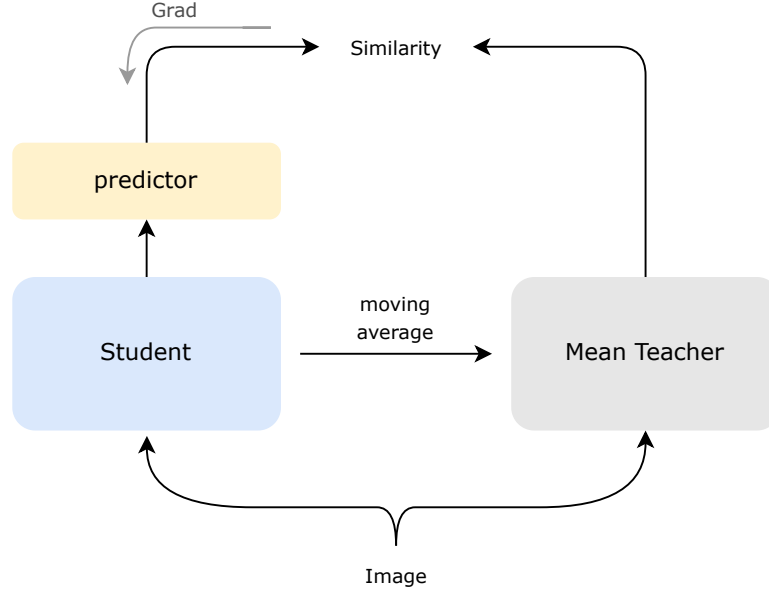 Grad
Similarity
predictor
moving
average
Student
Mean Teacher
Image